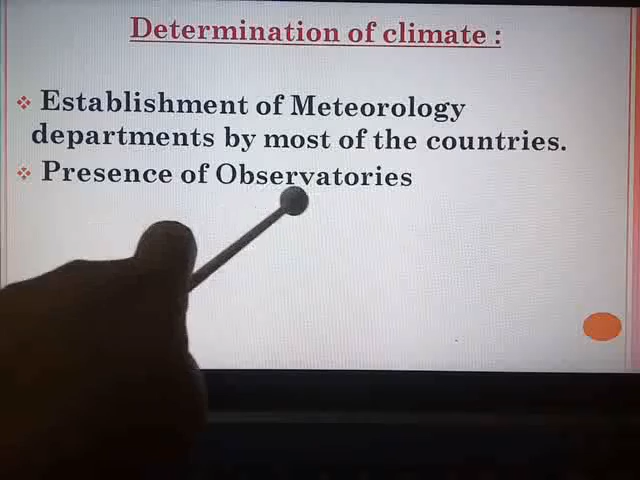 Determination of climate :
❖ Establishment of Meteorology
departments by most of the countries.
❖ Presence of Observatories